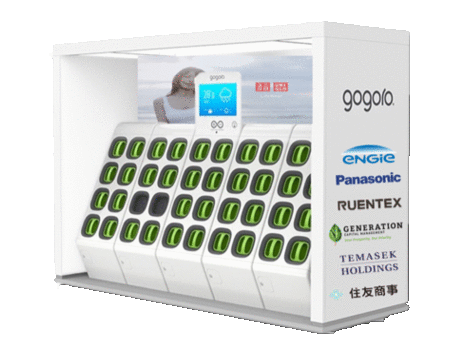 gogoro
gogoro
ENGIE
Panasonic
RUENTEX
GENERATION
TEMASEK
HOLDINGS
住友商事